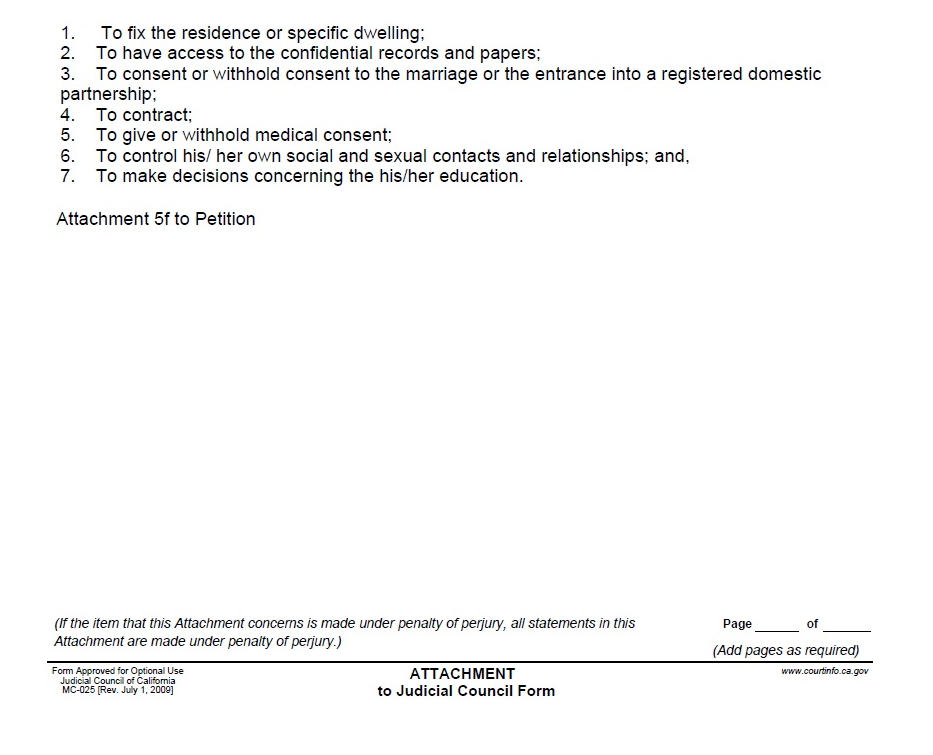 1. To fix the residence or specific dwelling;
2. To have access to the confidential records and papers;
3. To consent or withhold consent to the marriage or the entrance into a registered domestic
partnership;
4. To contract;
5. To give or withhold medical consent;
6. To control his/ her own social and sexual contacts and relationships; and,
7. To make decisions concerning the his/her education.
Attachment 5f to Petition
(If the item that this Attachment concerns is made under penalty of perjury, all statements in this
Attachment are made under penalty of perjury.)
Page ______ of ______
(Add pages as required)
Form Approved for Optional Use
Judicial Council of California
MC-025 [Rev. July 1, 2009]
ATTACHMENT
to Judicial Council Form
www.courtinfo.ca.gov